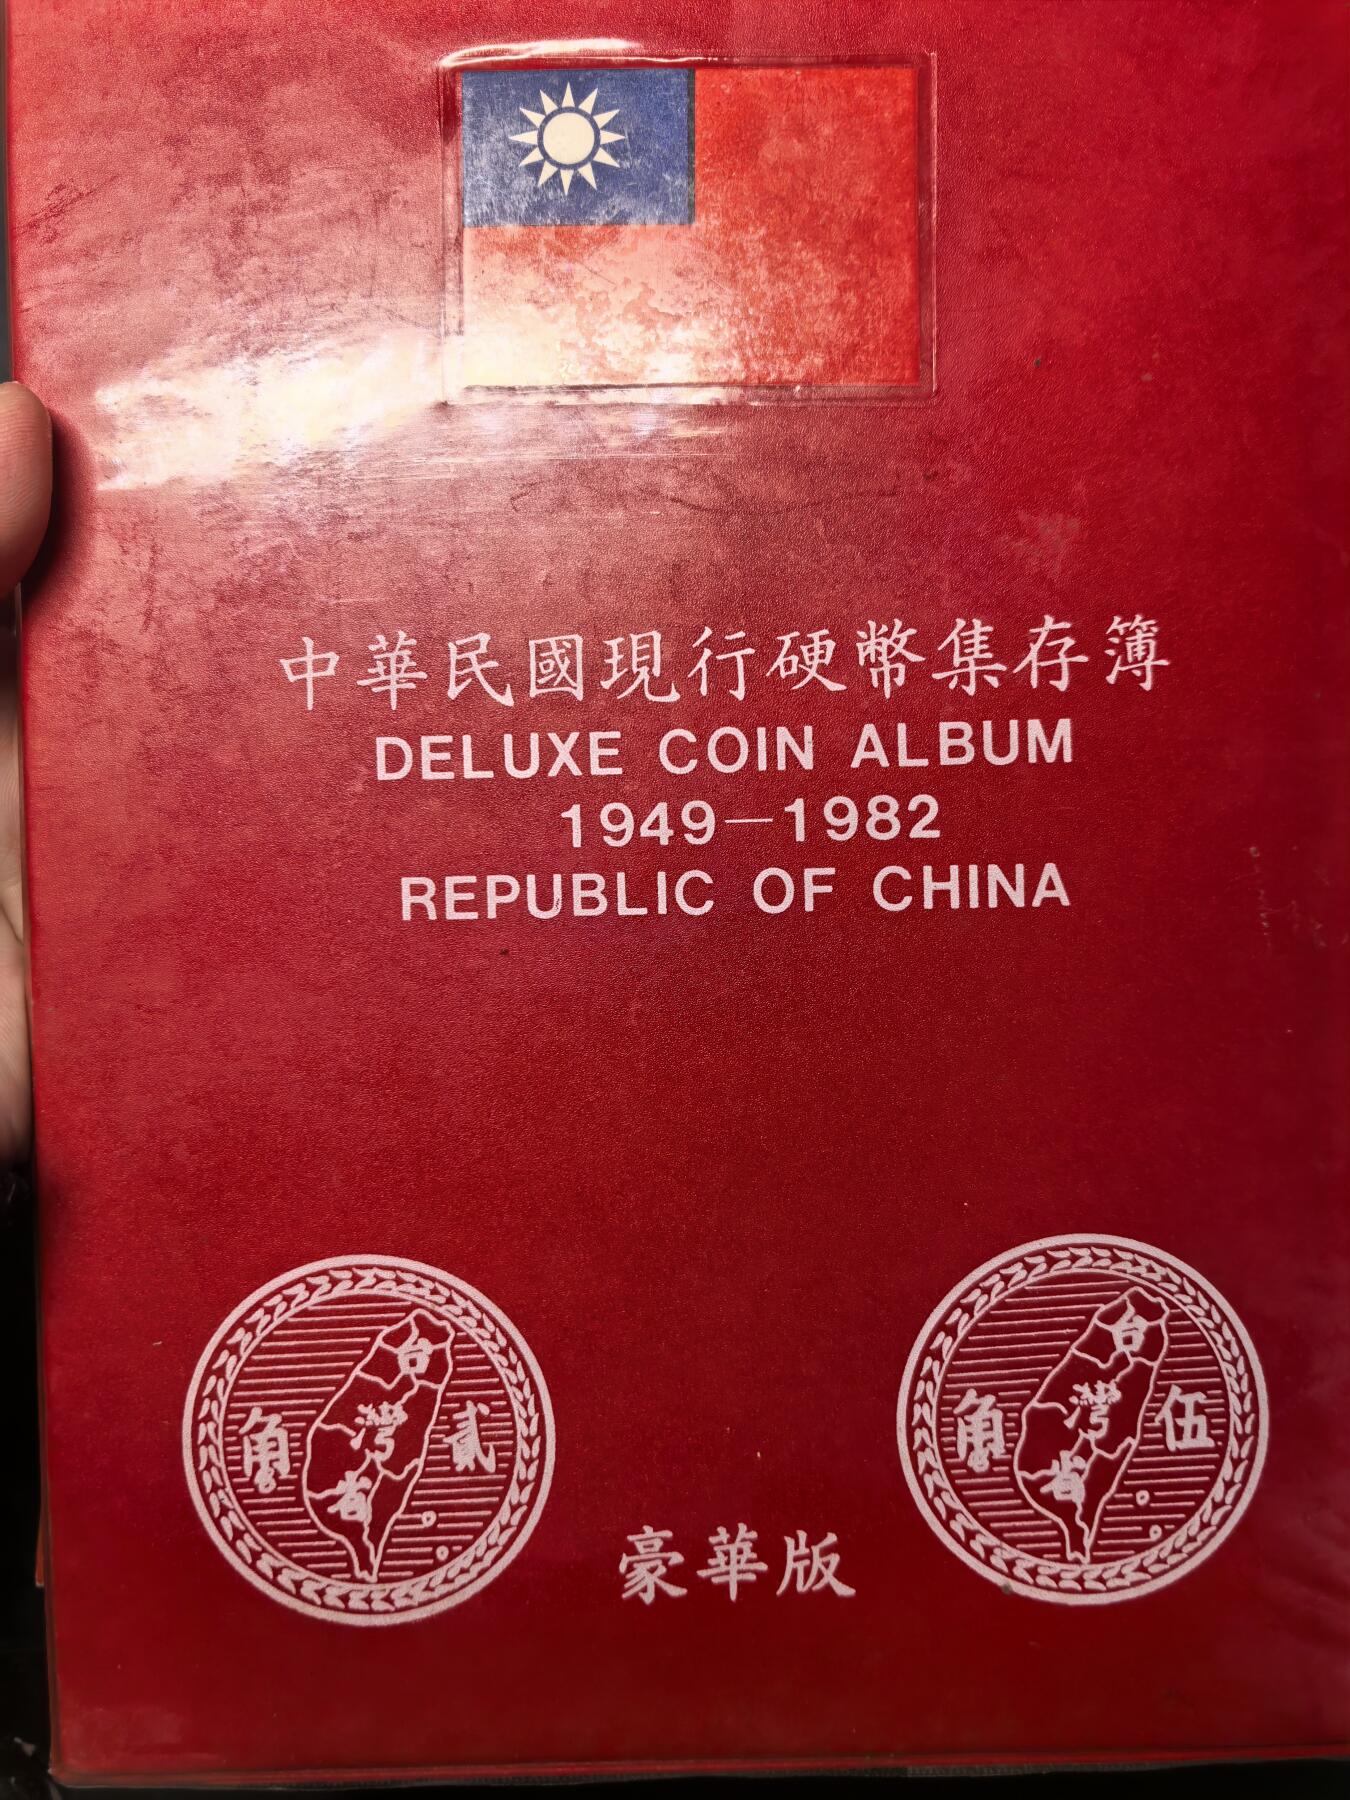 中華民國現行硬幣集存簿
DELUXE COIN ALBUM
1949—1982
REPUBLIC OF CHINA
台
灣
省
角 貳
台
灣
省
角 伍
豪華版